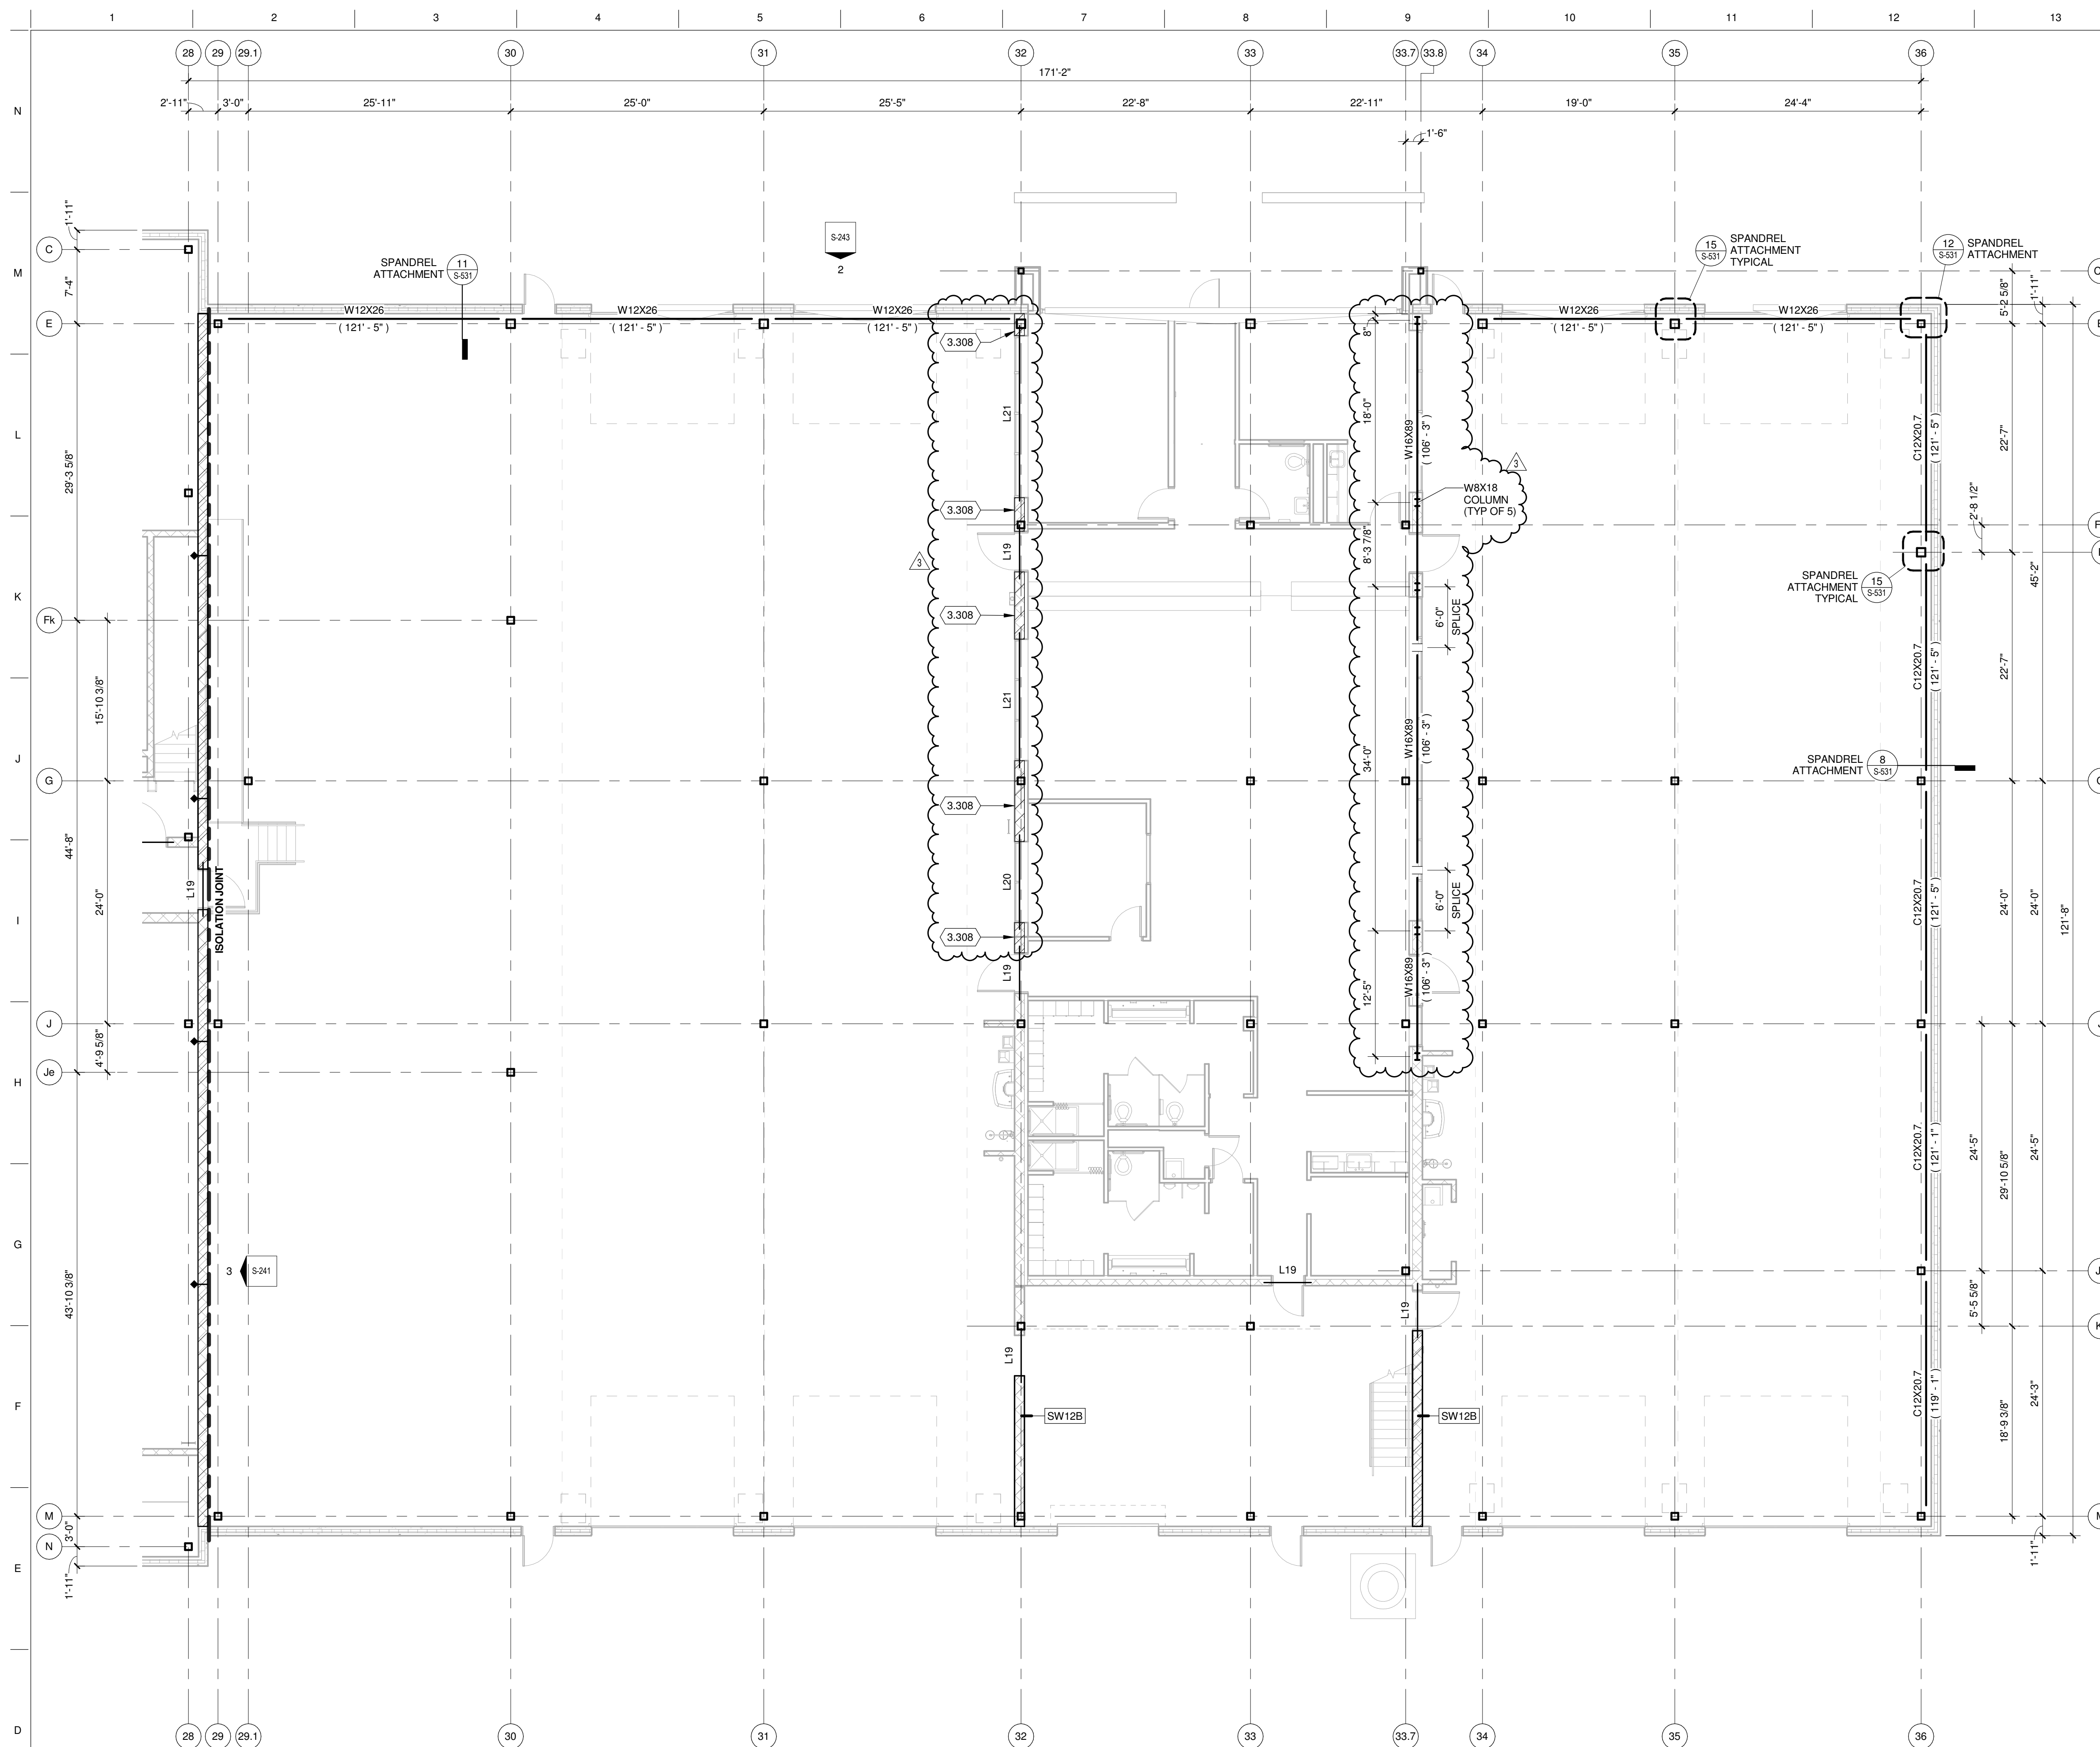 1 2 3 4 5 6 7 8 9 10 11 12 13
28 29 29.1 30 31 32 33 33.7 33.8 34 35 36
171'-2"
2'-11" 3'-0" 25'-11" 25'-0" 25'-5" 22'-8" 22'-11" 19'-0" 24'-4"
1'-6"
N
M
L
K
J
I
H
G
F
E
D
C
E
Fk
G
J
Je
M
N
1'-11"
7'-4"
29'-3 5/8"
15'-10 3/8"
44'-8"
24'-0"
4'-9 5/8"
43'-10 3/8"
3'-0"
1'-11"
SPANDREL
ATTACHMENT
11
S-531
S-243
2
15
S-531
SPANDREL
ATTACHMENT
TYPICAL
12
S-531
SPANDREL
ATTACHMENT
W12X26
( 121' - 5" )
W12X26
( 121' - 5" )
W12X26
( 121' - 5" )
W12X26
( 121' - 5" )
W12X26
( 121' - 5" )
3.308
3.308
3.308
3.308
3.308
3
L21
L19
L21
L20
L19
L19
ISOLATION JOINT
3
S-241
8"
18'-0"
8'-3 7/8"
34'-0"
12'-5"
W16X89
( 106' - 3" )
W16X89
( 106' - 3" )
W16X89
( 106' - 3" )
3
W8X18
COLUMN
(TYP OF 5)
6'-0"
SPLICE
6'-0"
SPLICE
L19
L19
L19
SW12B
SW12B
C12X20.7
( 121' - 5" )
C12X20.7
( 121' - 5" )
C12X20.7
( 121' - 5" )
C12X20.7
( 121' - 1" )
C12X20.7
( 119' - 1" )
SPANDREL
ATTACHMENT
TYPICAL
15
S-531
SPANDREL
ATTACHMENT
8
S-531
5'-2 5/8"
1'-11"
22'-7"
2'-8 1/2"
45'-2"
22'-7"
24'-0"
24'-0"
121'-8"
24'-5"
29'-10 5/8"
24'-5"
5'-5 5/8"
18'-9 3/8"
24'-3"
1'-11"
28 29 29.1 30 31 32 33 33.7 34 35 36